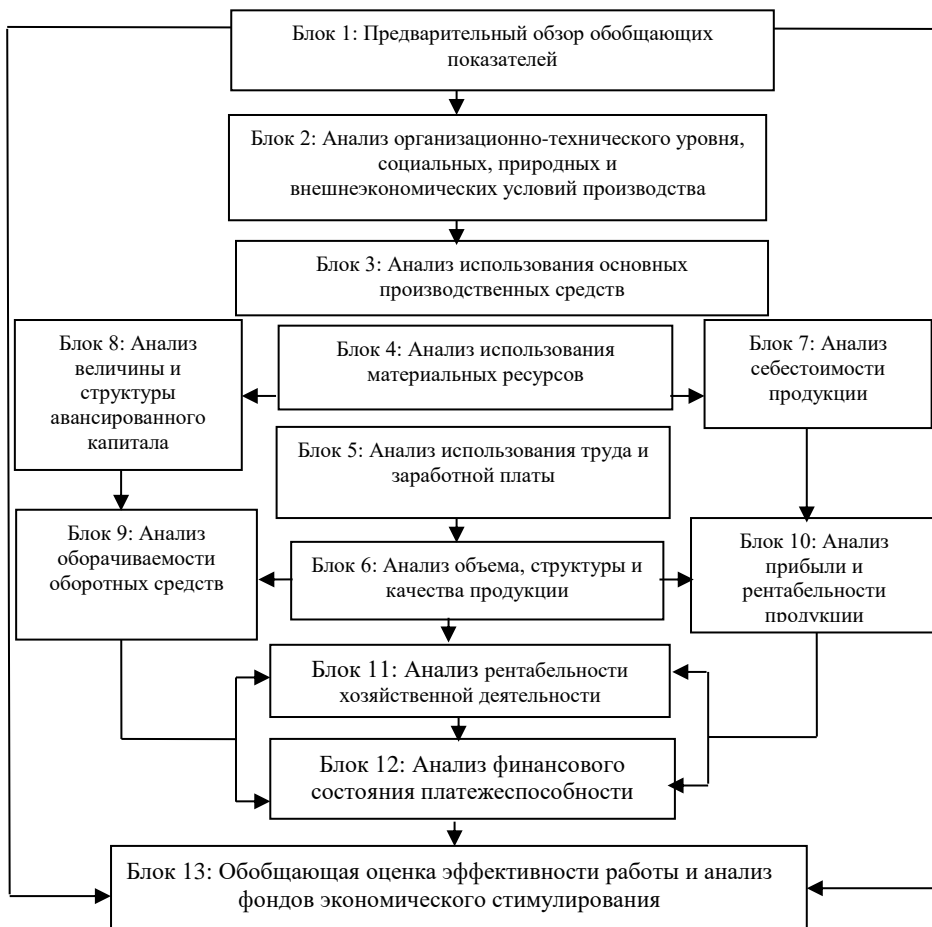 Блок 1: Предварительный обзор обобщающих
показателей
Блок 2: Анализ организационно-технического уровня,
социальных, природных и
внешнеэкономических условий производства
Блок 3: Анализ использования основных
производственных средств
Блок 8: Анализ
величины и
структуры
авансированного
капитала
Блок 4: Анализ использования
материальных ресурсов
Блок 7: Анализ
себестоимости
продукции
Блок 5: Анализ использования труда и
заработной платы
Блок 9: Анализ
оборачиваемости
оборотных средств
Блок 6: Анализ объема, структуры и
качества продукции
Блок 10: Анализ
прибыли и
рентабельности
продукции
Блок 11: Анализ рентабельности
хозяйственной деятельности
Блок 12: Анализ финансового
состояния платежеспособности
Блок 13: Обобщающая оценка эффективности работы и анализ
фондов экономического стимулирования